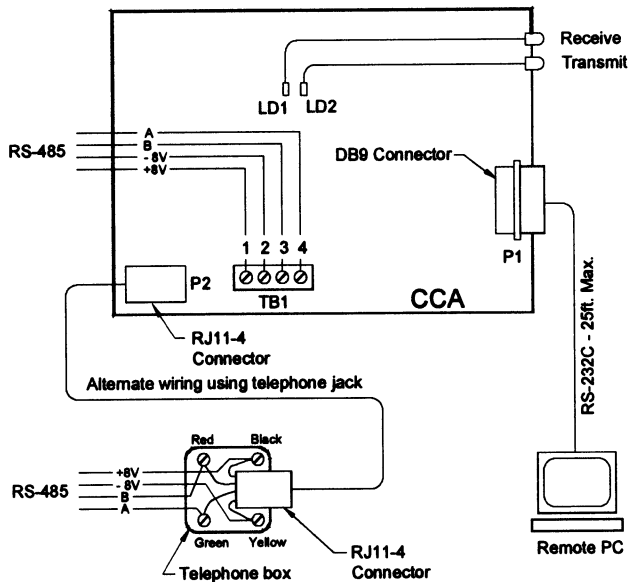 Receive
Transmit
LD1 LD2
RS-485
A
B
- 8V
+8V
DB9 Connector
1 2 3 4
P1
P2
TB1
CCA
RJ11-4
Connector
RS-232C - 25ft. Max.
Alternate wiring using telephone jack
Red
Black
RS-485
+8V
- 8V
B
A
Green
Yellow
Remote PC
RJ11-4
Connector
Telephone box